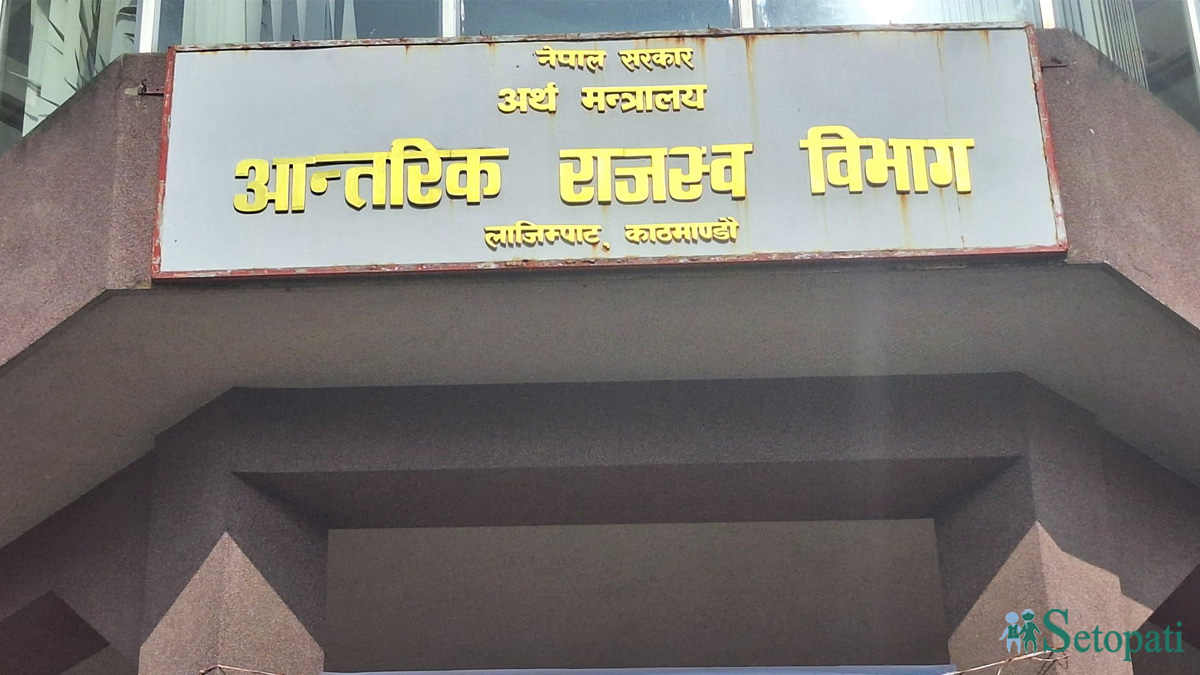 नेपाल सरकार
अर्थ मन्त्रालय
आन्तरिक राजस्व विभाग
लाजिम्पाट, काठमाण्डौ
Setopati